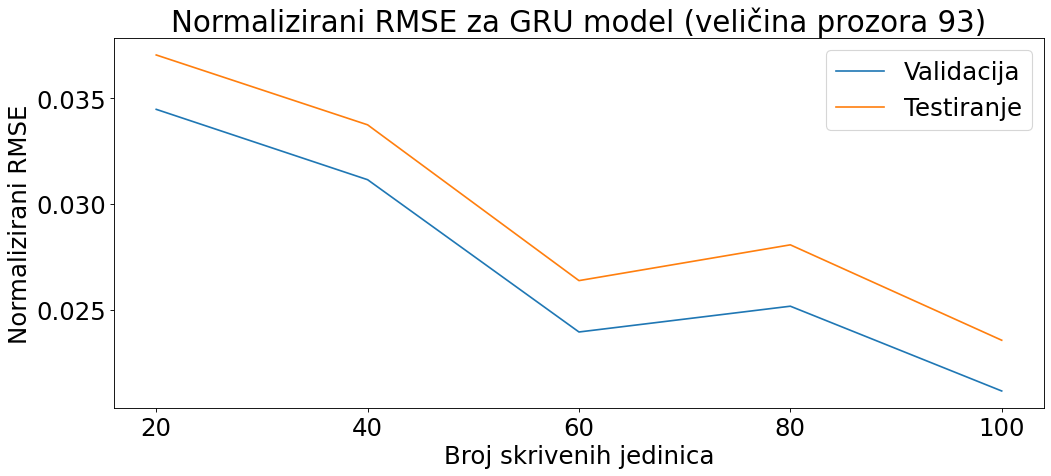 Normalizirani RMSE za GRU model (veličina prozora 93)
Validacija
Testiranje
Normalizirani RMSE
0.035
0.030
0.025
20 40 60 80 100
Broj skrivenih jedinica